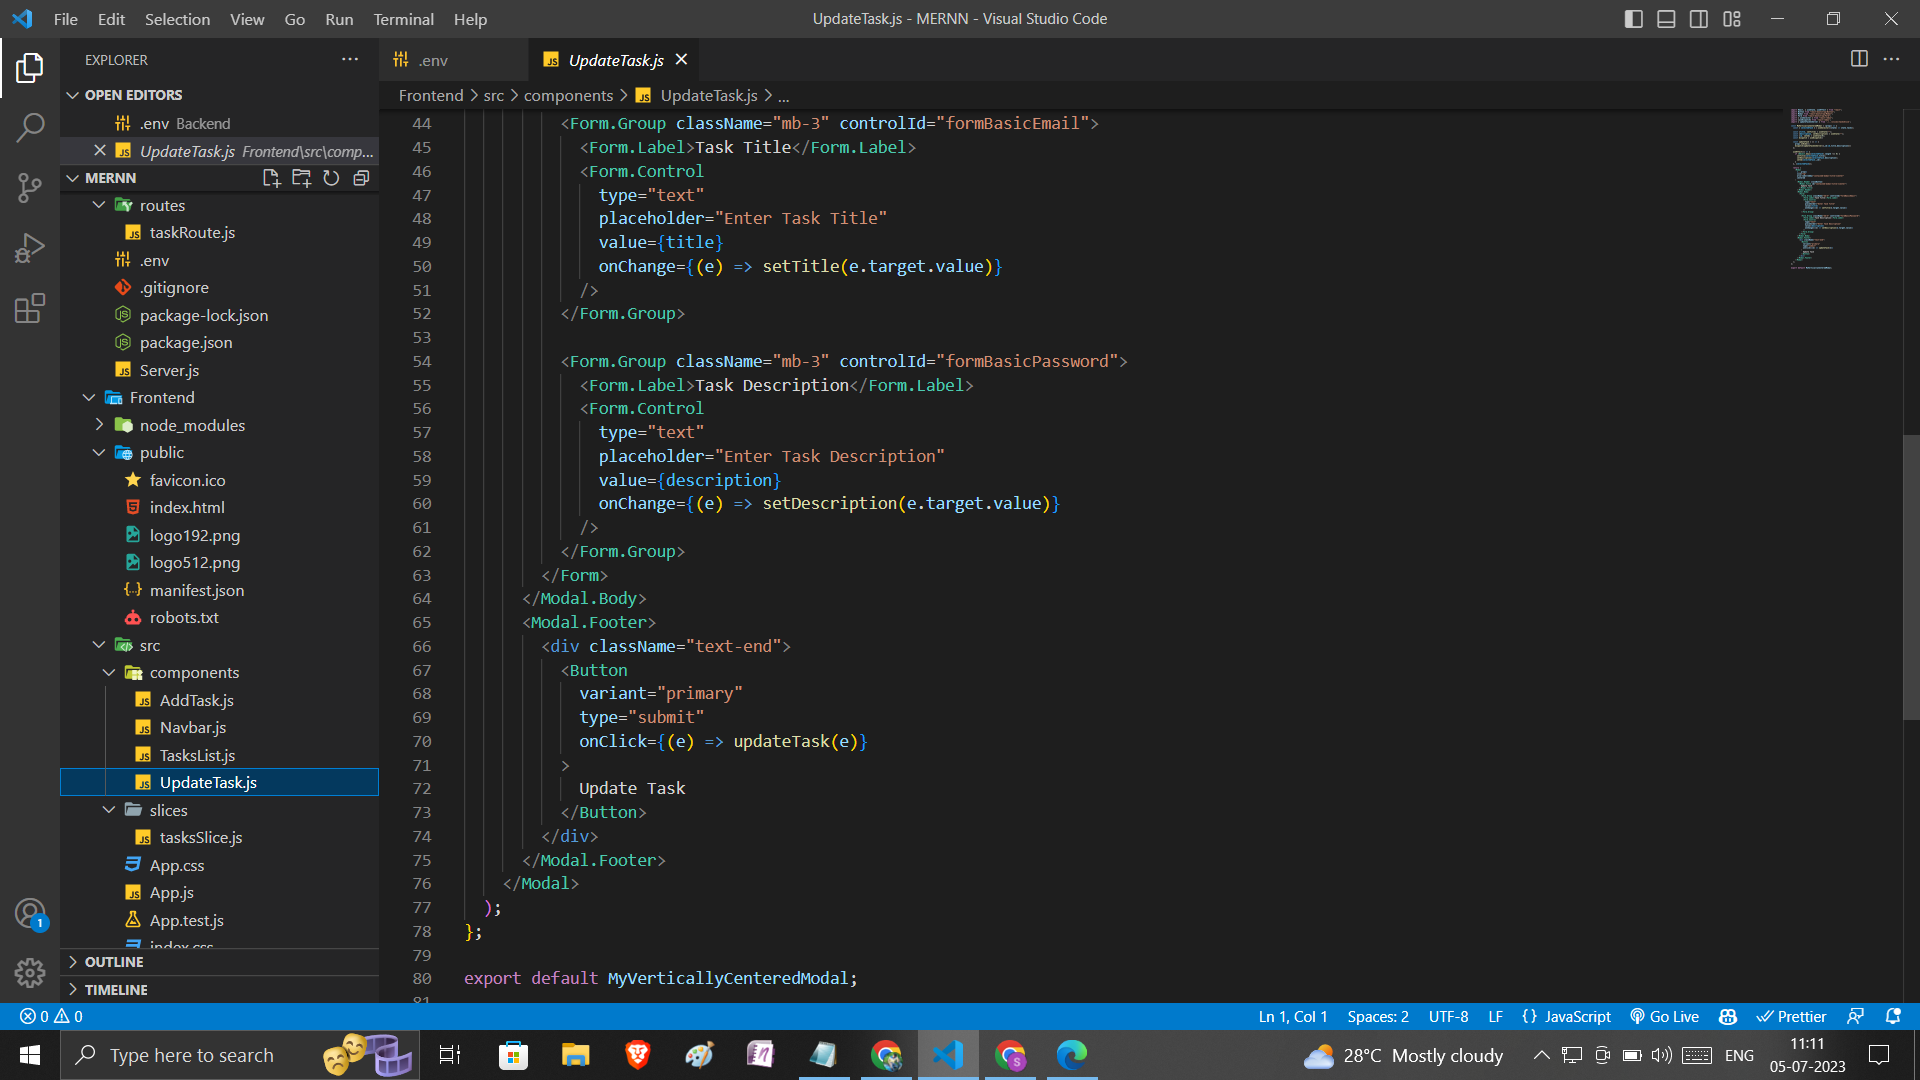 File Edit Selection View Go Run Terminal Help
UpdateTask.js - MERNN - Visual Studio Code
EXPLORER
OPEN EDITORS
.env Backend
UpdateTask.js Frontend\src\comp...
MERNN
routes
taskRoute.js
.env
.gitignore
package-lock.json
package.json
Server.js
Frontend
node_modules
public
favicon.ico
index.html
logo192.png
logo512.png
manifest.json
robots.txt
src
components
AddTask.js
Navbar.js
TasksList.js
UpdateTask.js
slices
tasksSlice.js
App.css
App.js
App.test.js
index.css
OUTLINE
TIMELINE
.env
UpdateTask.js
Frontend > src > components > UpdateTask.js > ...
44 <Form.Group className="mb-3" controlId="formBasicEmail">
45 <Form.Label>Task Title</Form.Label>
46 <Form.Control
47 type="text"
48 placeholder="Enter Task Title"
49 value={title}
50 onChange={(e) => setTitle(e.target.value)}
51 />
52 </Form.Group>
53
54 <Form.Group className="mb-3" controlId="formBasicPassword">
55 <Form.Label>Task Description</Form.Label>
56 <Form.Control
57 type="text"
58 placeholder="Enter Task Description"
59 value={description}
60 onChange={(e) => setDescription(e.target.value)}
61 />
62 </Form.Group>
63 </Form>
64 </Modal.Body>
65 <Modal.Footer>
66 <div className="text-end">
67 <Button
68 variant="primary"
69 type="submit"
70 onClick={(e) => updateTask(e)}
71 >
72 Update Task
73 </Button>
74 </div>
75 </Modal.Footer>
76 </Modal>
77 );
78 };
79
80 export default MyVerticallyCenteredModal;
81
0 0
Ln 1, Col 1 Spaces: 2 UTF-8 LF {} JavaScript Go Live Prettier
1
Type here to search
28°C Mostly cloudy
ENG
11:11
05-07-2023